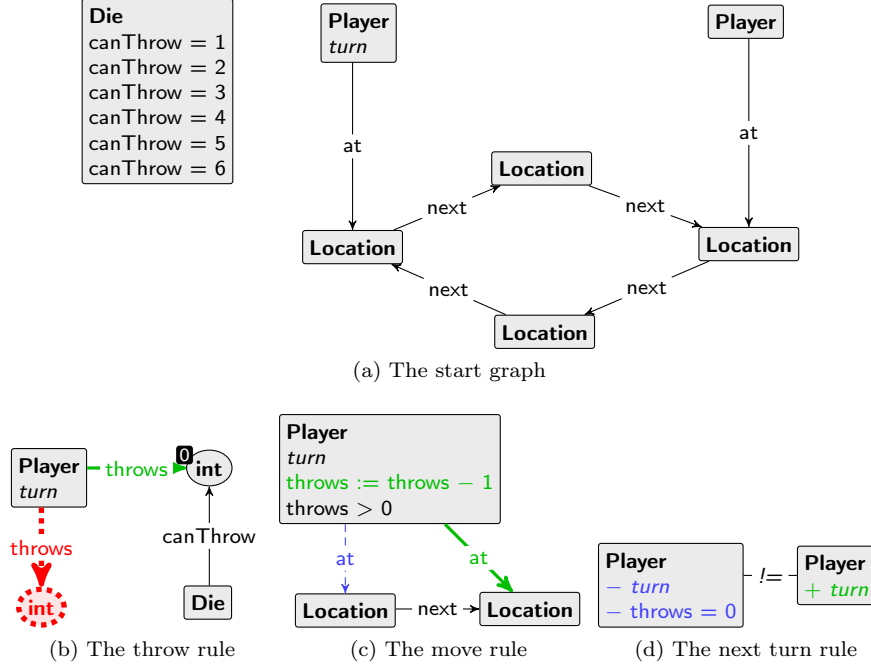 Die
canThrow = 1
canThrow = 2
canThrow = 3
canThrow = 4
canThrow = 5
canThrow = 6
Player
turn
Player
at
at
Location
next
next
Location
Location
next
next
Location
(a) The start graph
Player
turn
throws
0
int
throws
canThrow
int
Die
(b) The throw rule
Player
turn
throws := throws − 1
throws > 0
at
at
Location
next
Location
(c) The move rule
Player
− turn
− throws = 0
!=
Player
+ turn
(d) The next turn rule